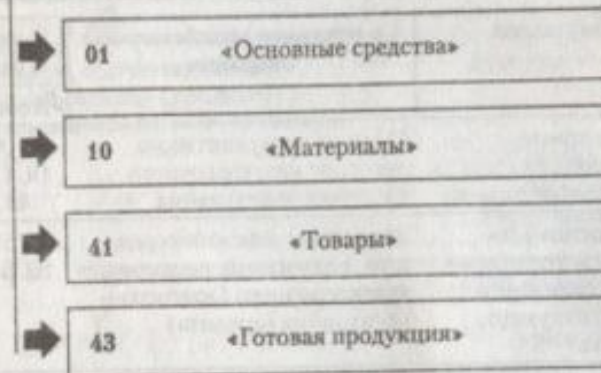 01 «Основные средства»
10 «Материалы»
41 «Товары»
43 «Готовая продукция»